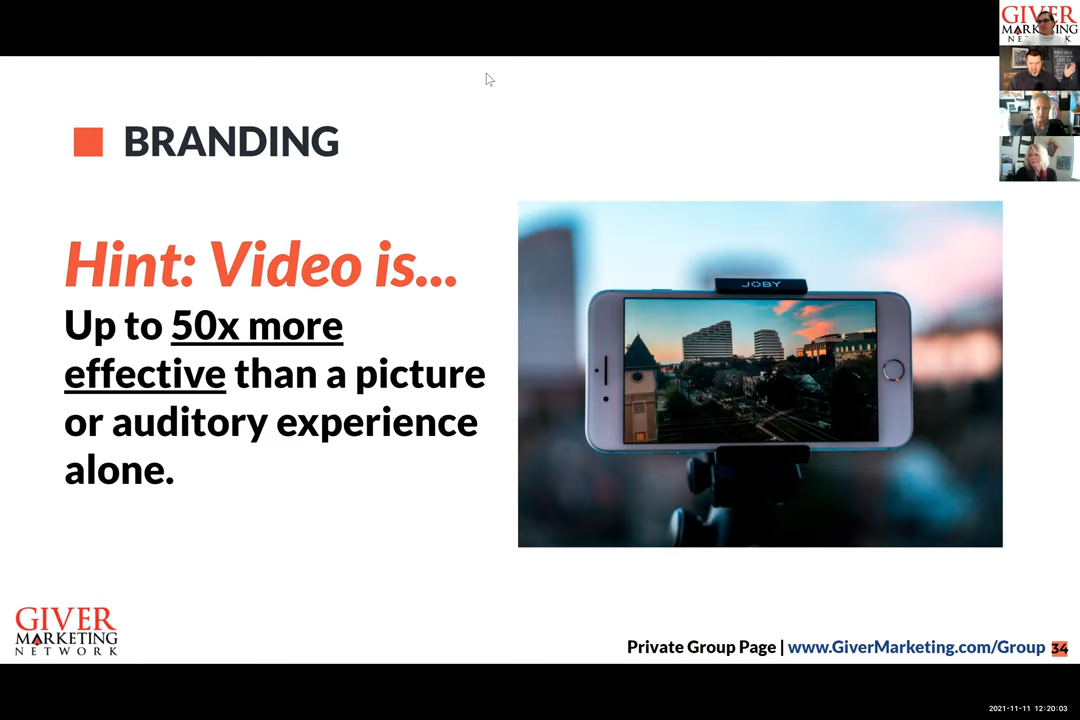 GIVER
MARKETING
BRANDING
JOBY
Hint: Video is...
Up to 50x more
effective than a picture
or auditory experience
alone.
GIVER
MARKETING
NETWORK
Private Group Page | www.GiverMarketing.com/Group 34
2021-11-11 12:20:03